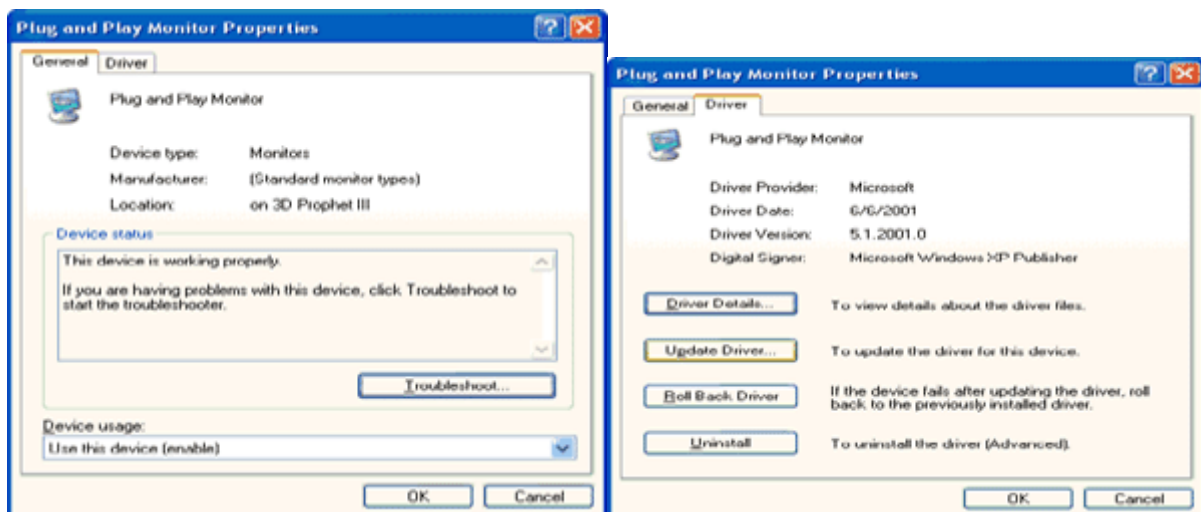 Plug and Play Monitor Properties
General Driver
Plug and Play Monitor
Device type: Monitors
Manufacturer: (Standard monitor types)
Location: on 3D Prophet III
Device status
This device is working properly.
If you are having problems with this device, click Troubleshoot to
start the troubleshooter.
Troubleshoot...
Device usage:
Use this device (enable)
OK Cancel
Plug and Play Monitor Properties
General Driver
Plug and Play Monitor
Driver Provider: Microsoft
Driver Date: 6/6/2001
Driver Version: 5.1.2001.0
Digital Signer: Microsoft Windows XP Publisher
Driver Details... To view details about the driver files.
Update Driver... To update the driver for this device.
Roll Back Driver If the device fails after updating the driver, roll
back to the previously installed driver.
Uninstall To uninstall the driver (Advanced).
OK Cancel